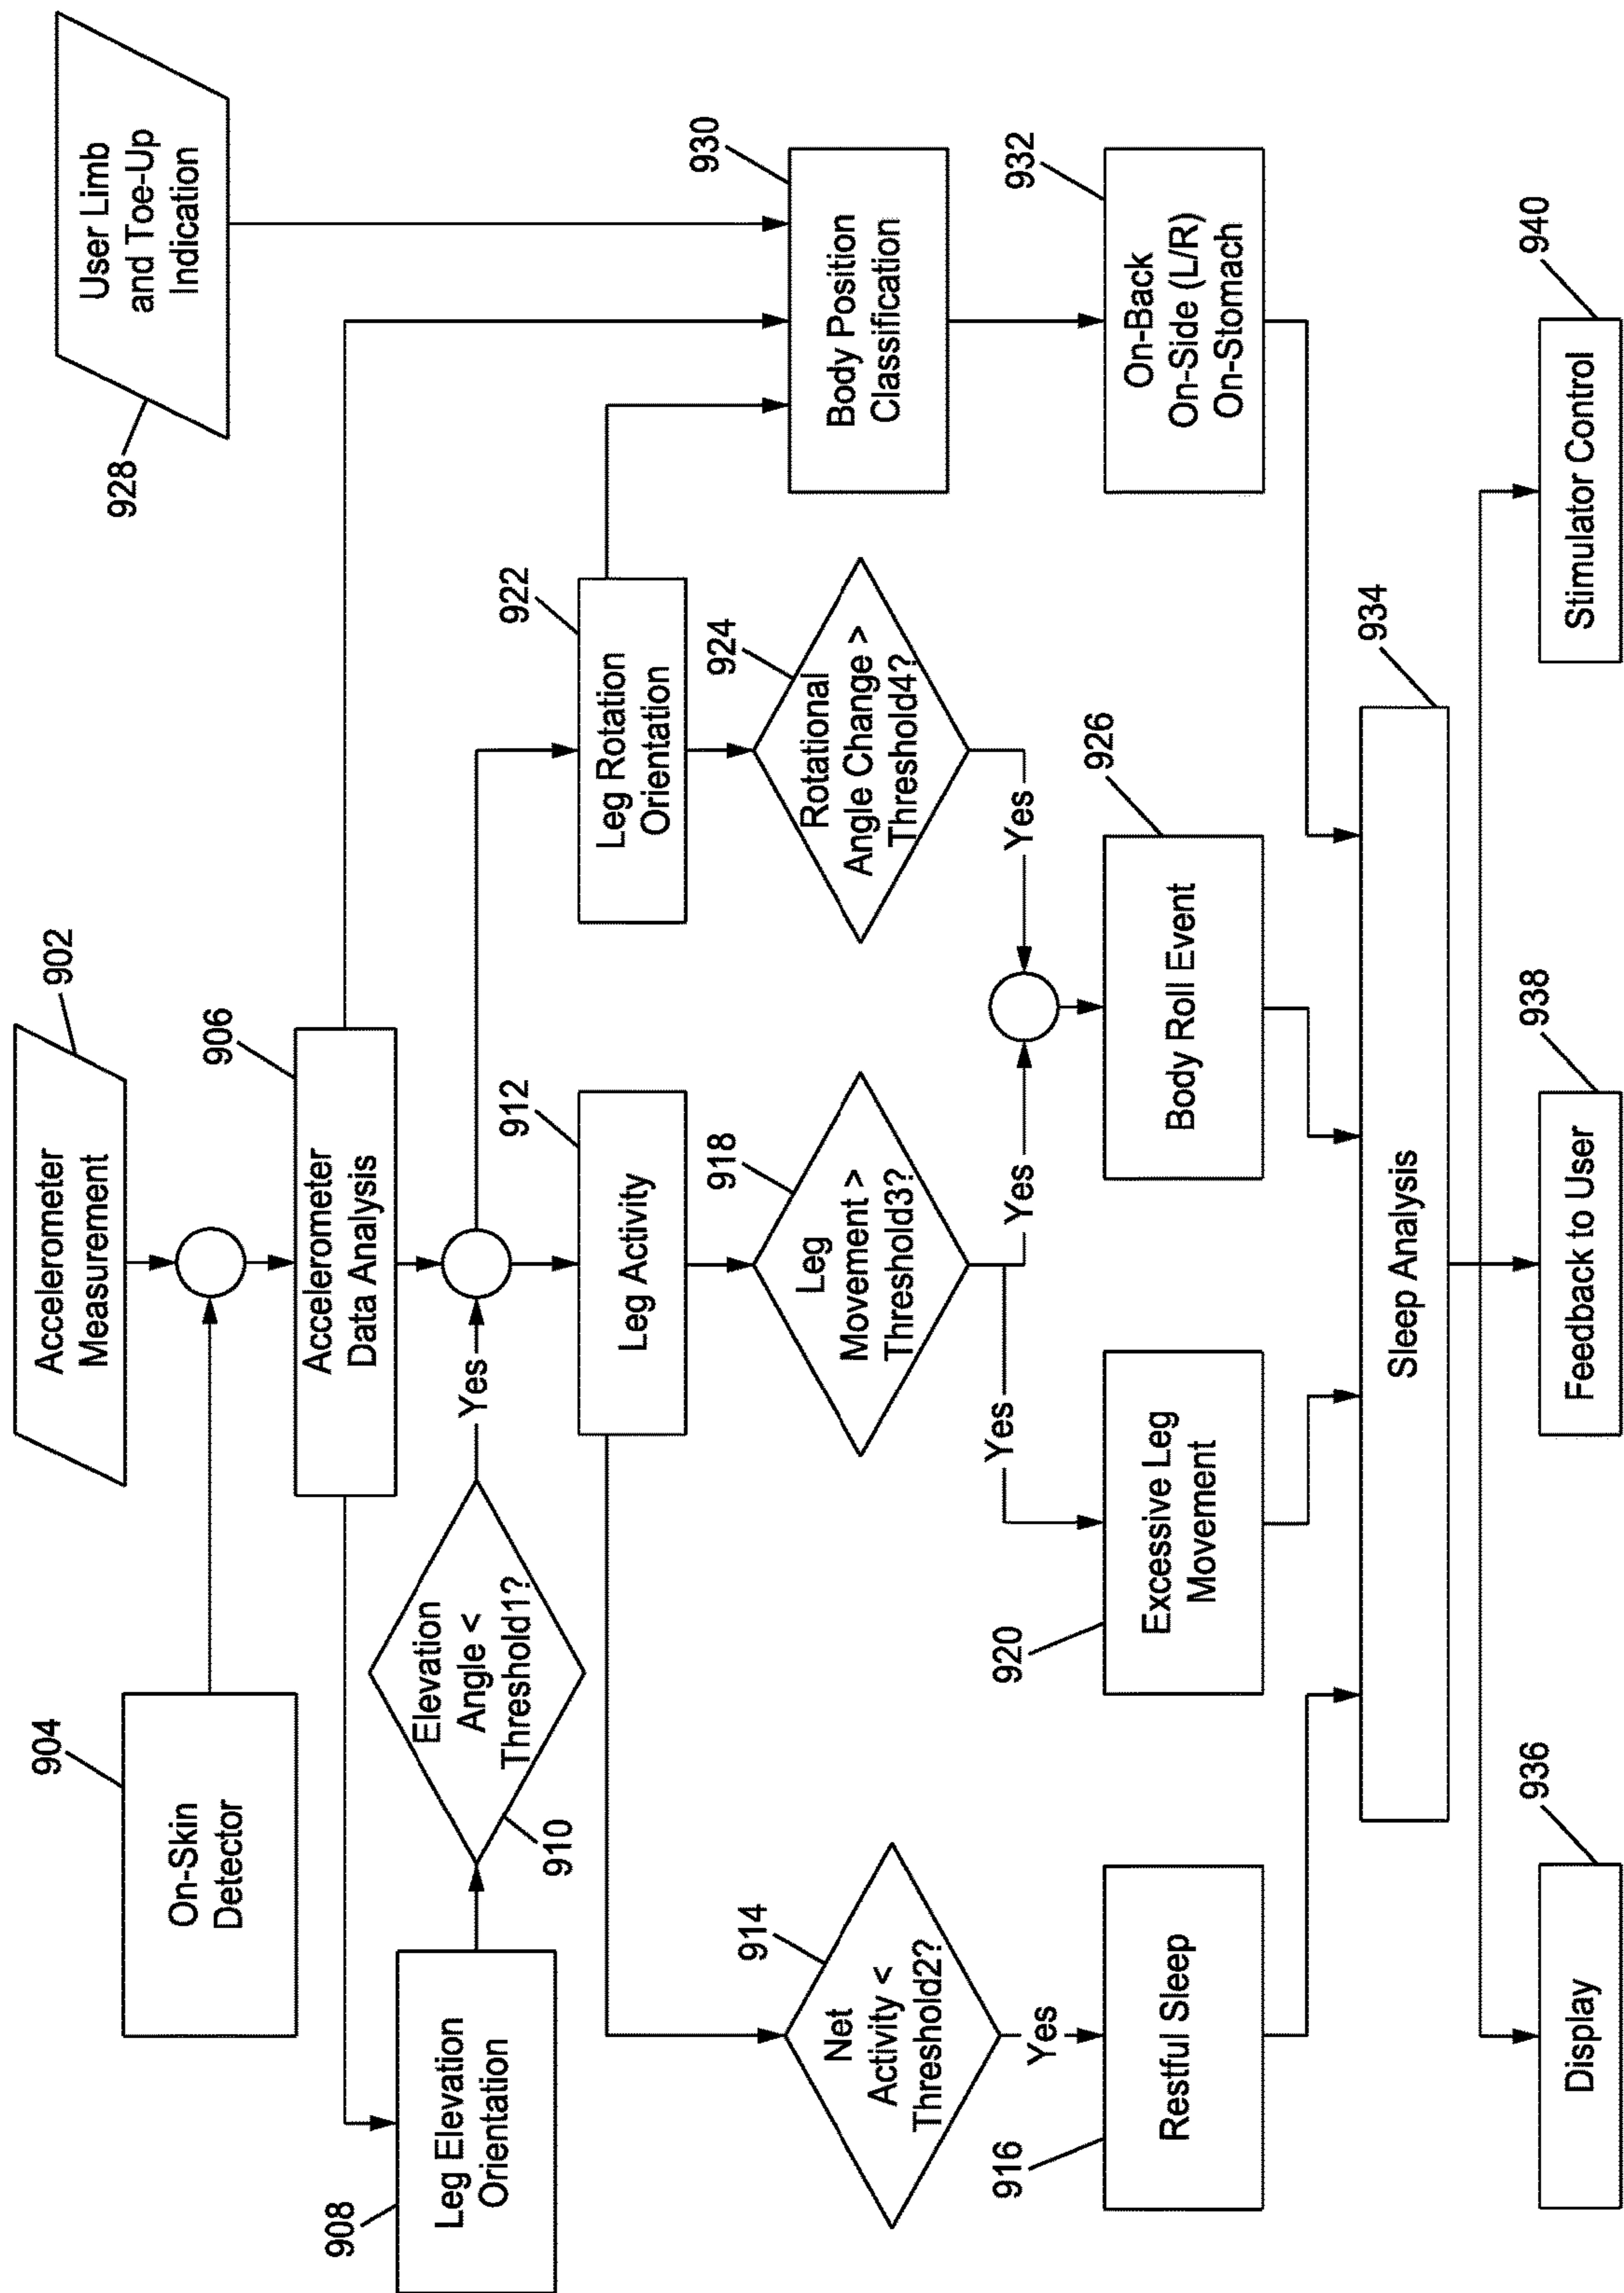 902
Accelerometer
Measurement
904
On-Skin
Detector
User Limb
and Toe-Up
Indication
928
906
Accelerometer
Data Analysis
908
Leg Elevation
Orientation
Elevation
Angle <
Threshold1?
910
Yes
912
Leg Activity
922
Leg Rotation
Orientation
914
Net
Activity <
Threshold2?
Yes
918
Leg
Movement >
Threshold3?
Yes
Yes
924
Rotational
Angle Change >
Threshold4?
Yes
930
Body Position
Classification
916
Restful Sleep
920
Excessive Leg
Movement
926
Body Roll Event
932
On-Back
On-Side (L/R)
On-Stomach
934
Sleep Analysis
936
Display
938
Feedback to User
940
Stimulator Control